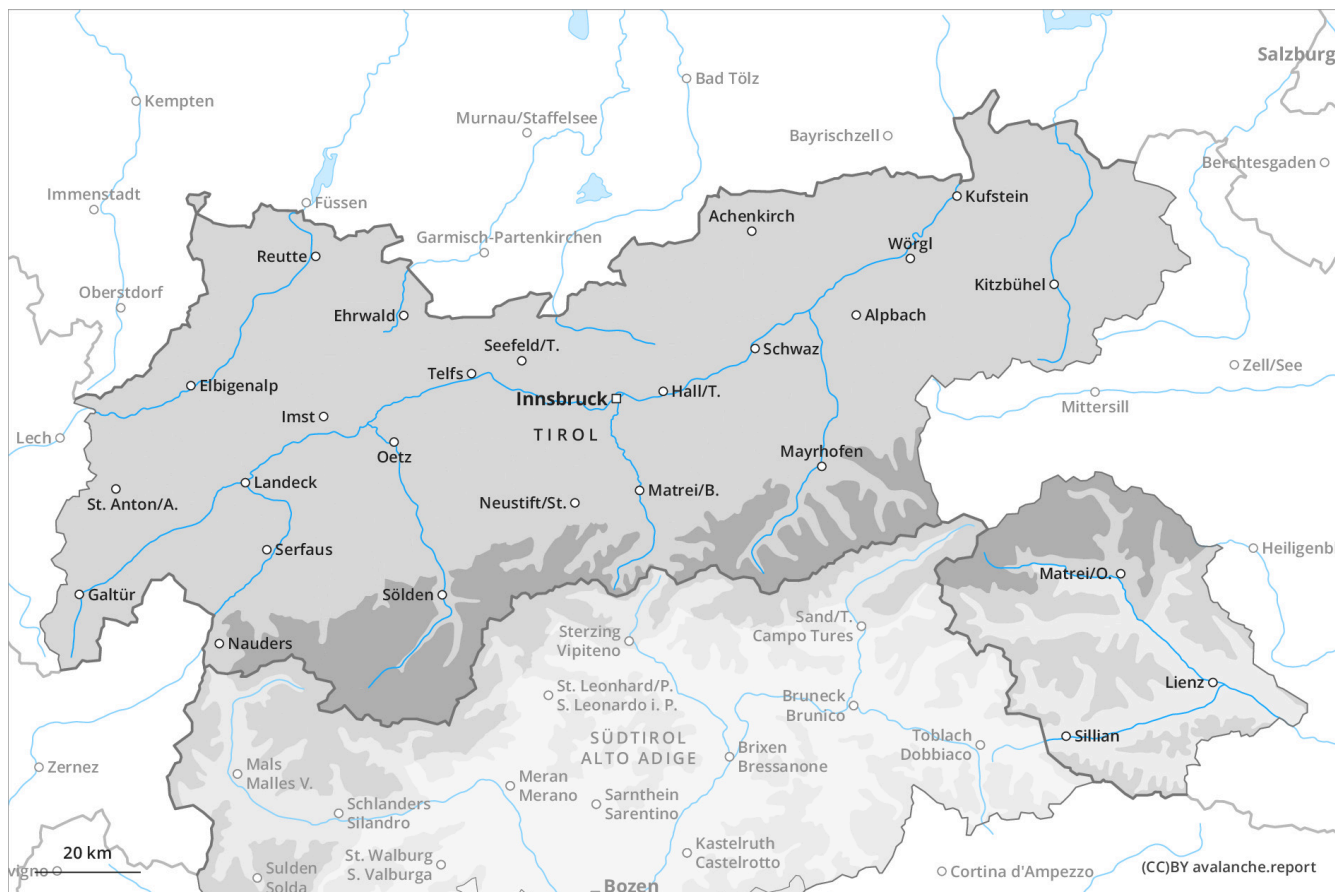 Salzburg
Bad Tölz
Kempten
Murnau/Staffelsee
Bayrischzell
Berchtesgaden
Immenstadt
Füssen
Kufstein
Achenkirch
Garmisch-Partenkirchen
Wörgl
Reutte
Kitzbühel
Oberstdorf
Ehrwald
Alpbach
Seefeld/T.
Schwaz
Zell/See
Telfs
Elbigenalp
Hall/T.
Mittersill
Innsbruck
Imst
Lech
TIROL
Oetz
Mayrhofen
Landeck
Matrei/B.
St. Anton/A.
Neustift/St.
Serfaus
Heiligenb
Matrei/O.
Galtür
Sölden
Sand/T.
Campo Tures
Sterzing
Vipiteno
Nauders
Lienz
St. Leonhard/P.
S. Leonardo i. P.
Bruneck
Brunico
Sillian
SÜDTIROL
ALTO ADIGE
Toblach
Dobbiaco
Brixen
Bressanone
Zernez
Mals
Malles V.
Meran
Merano
Sarnthein
Sarentino
Schlanders
Silandro
Kastelruth
Castelrotto
20 km
St. Walburg
S. Valburga
vigno
Sulden
Solda
Cortina d'Ampezzo
(CC)BY avalanche.report
Bozen